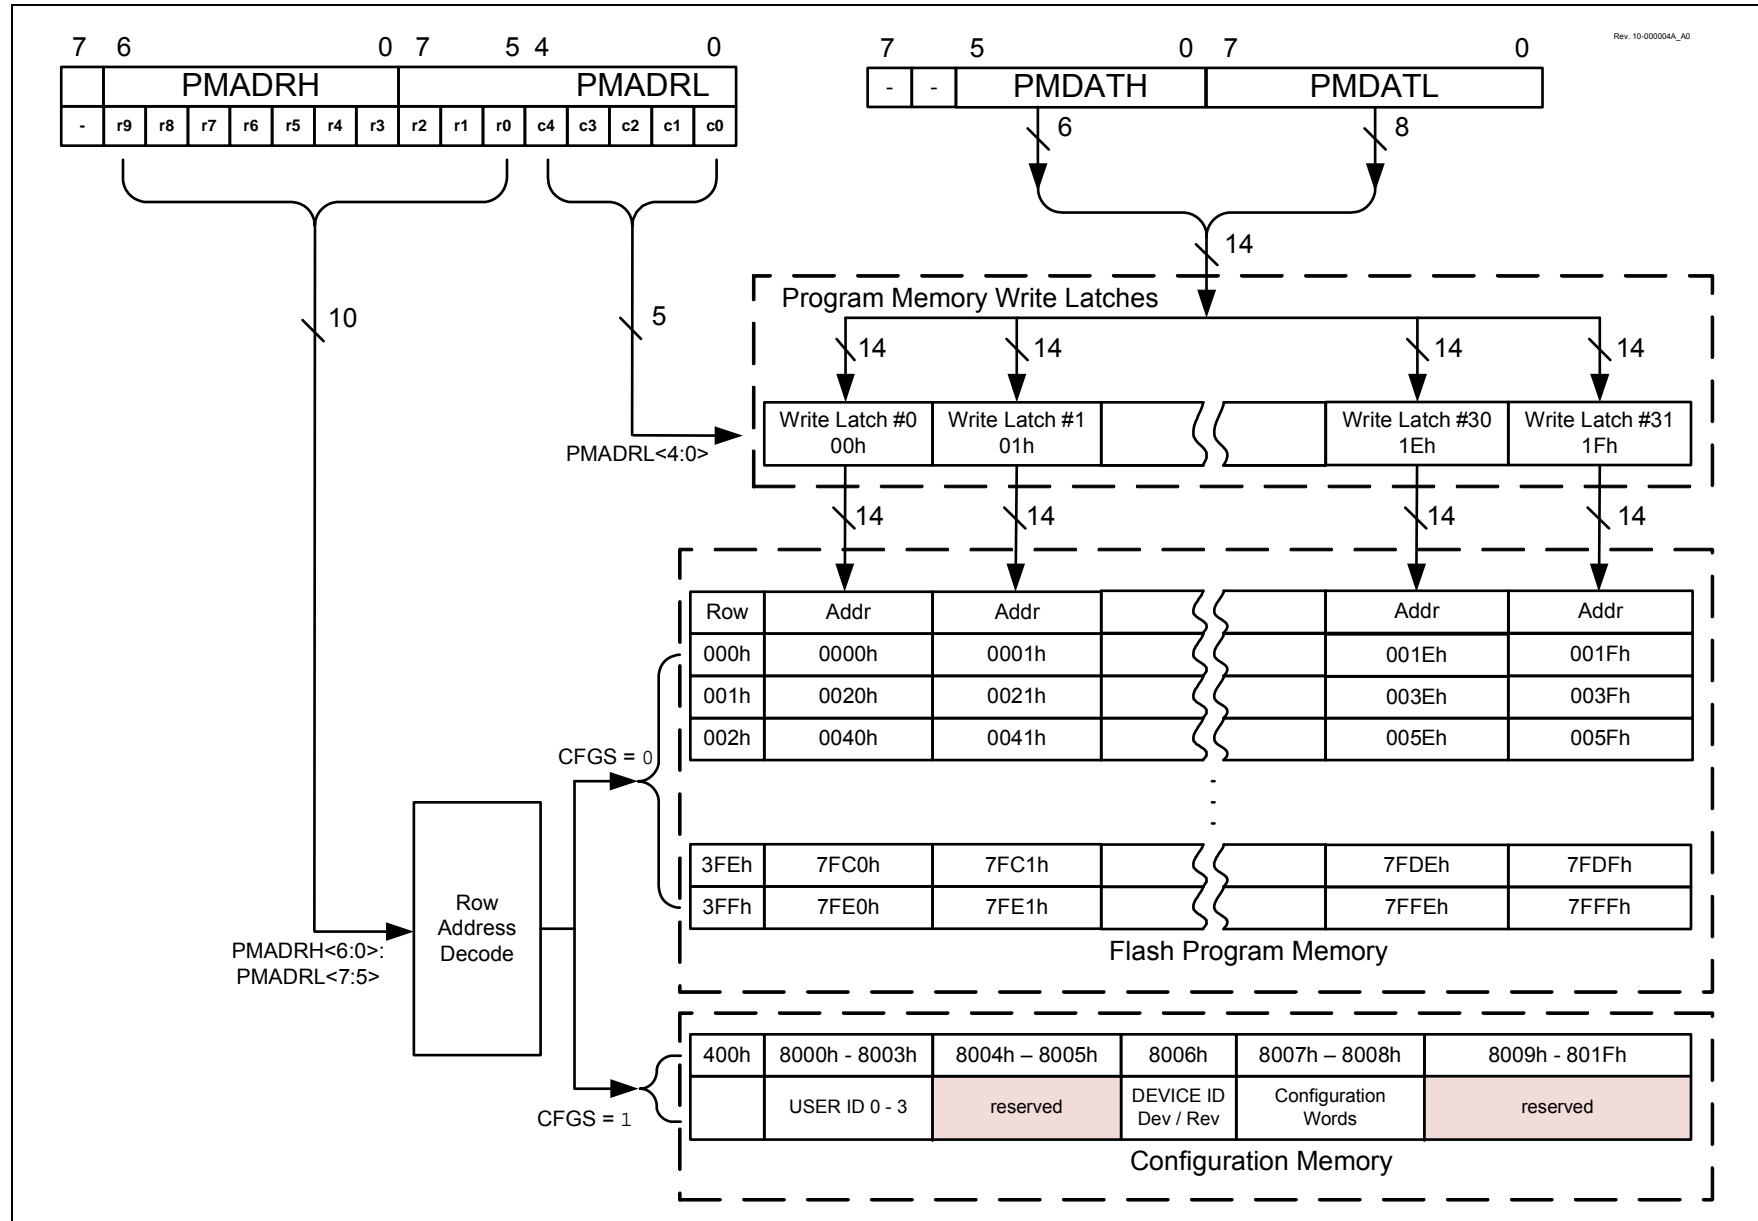 Rev. 10-000004A_A0
7 6 0 7 5 4 0
7 5 0 7 0
PMADRH PMADRL
- - PMDATH PMDATL
- r9 r8 r7 r6 r5 r4 r3 r2 r1 r0 c4 c3 c2 c1 c0
6 8
14
10 5
Program Memory Write Latches
14 14 14 14
Write Latch #0 Write Latch #1 Write Latch #30 Write Latch #31
00h 01h 1Eh 1Fh
PMADRL<4:0>
14 14 14 14
Row Addr Addr Addr Addr
000h 0000h 0001h 001Eh 001Fh
001h 0020h 0021h 003Eh 003Fh
002h 0040h 0041h 005Eh 005Fh
CFGS = 0
3FEh 7FC0h 7FC1h 7FDEh 7FDFh
3FFh 7FE0h 7FE1h 7FFEh 7FFFh
Flash Program Memory
Row
Address
Decode
PMADRH<6:0>:
PMADRL<7:5>
400h 8000h - 8003h 8004h – 8005h 8006h 8007h – 8008h 8009h - 801Fh
USER ID 0 - 3 reserved DEVICE ID Configuration reserved
Dev / Rev Words
CFGS = 1
Configuration Memory